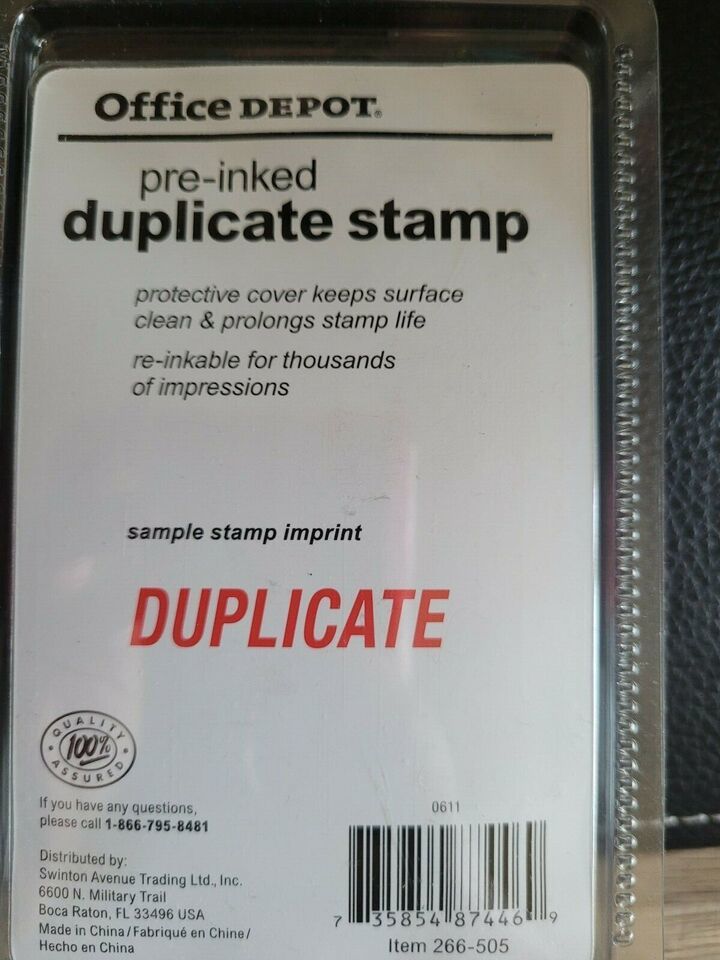 Office DEPOT®
pre-inked
duplicate stamp
protective cover keeps surface
clean & prolongs stamp life
re-inkable for thousands
of impressions
sample stamp imprint
DUPLICATE
QUALITY
100%
ASSURED
If you have any questions,
please call 1-866-795-8481
Distributed by:
Swinton Avenue Trading Ltd., Inc.
6600 N. Military Trail
Boca Raton, FL 33496 USA
Made in China/Fabriqué en Chine/
Hecho en China
0611
7 35854 87446 9
Item 266-505